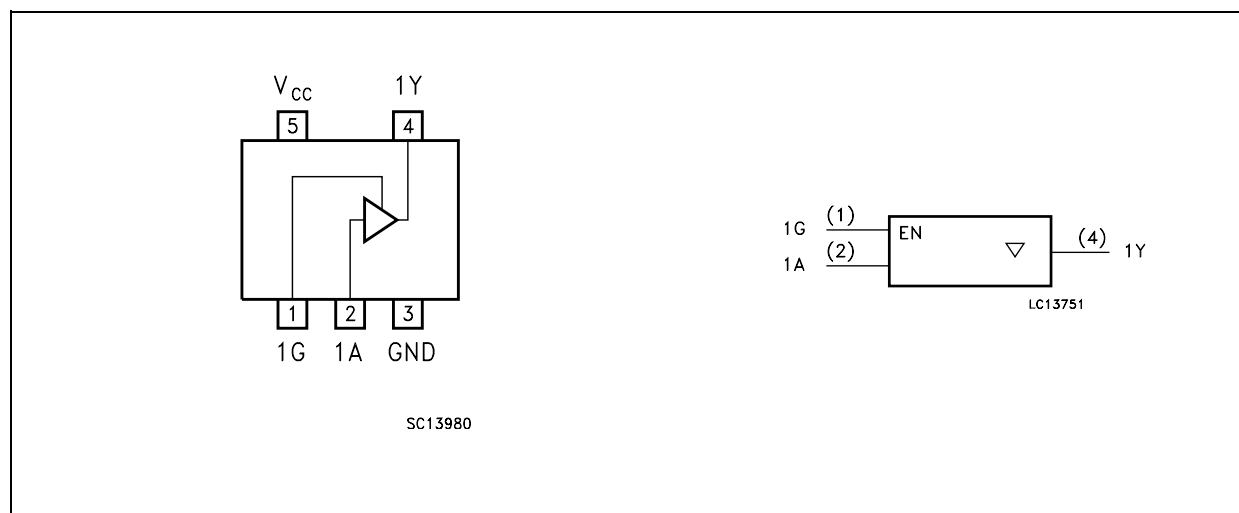 VCC 1Y
5 4
1 2 3
1G 1A GND
SC13980
1G (1) EN (4) 1Y
1A (2)
LC13751